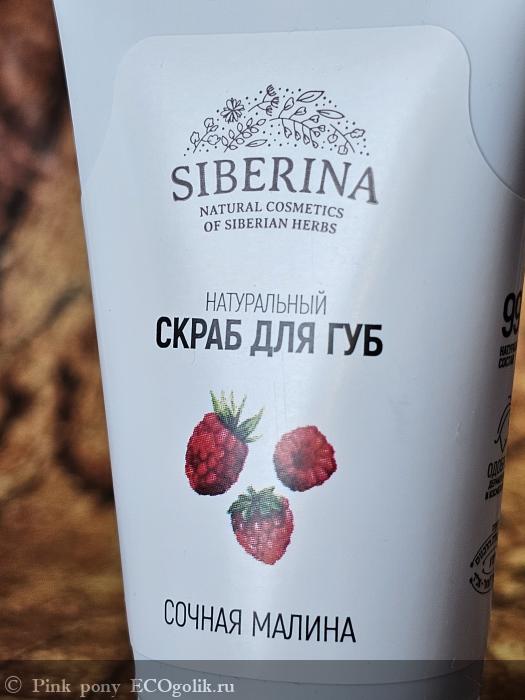 SIBERINA
NATURAL COSMETICS
OF SIBERIAN HERBS
НАТУРАЛЬНЫЙ
СКРАБ ДЛЯ ГУБ
СОЧНАЯ МАЛИНА
© Pink pony ECOgolik.ru